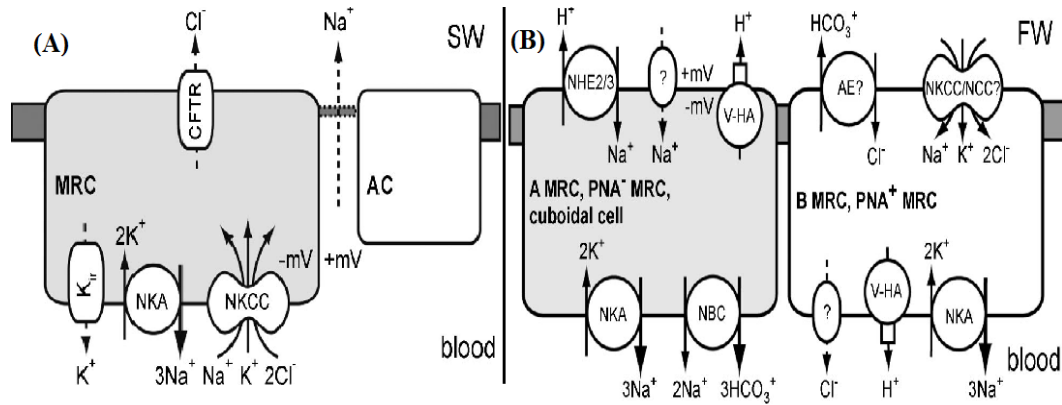 (A)
Cl⁻
Na⁺
SW
CFTR
MRC
AC
2K⁺
-mV +mV
Kir
NKA
NKCC
blood
K⁺
3Na⁺
Na⁺ K⁺ 2Cl⁻
(B)
H⁺
H⁺
HCO₃⁺
FW
NHE2/3
?
+mV
-mV
V-HA
AE?
NKCC/NCC?
Na⁺
Na⁺
Cl⁻
Na⁺ K⁺ 2Cl⁻
A MRC, PNA⁻ MRC,
cuboidal cell
B MRC, PNA⁺ MRC
2K⁺
NKA
NBC
3Na⁺
2Na⁺
3HCO₃⁺
?
V-HA
2K⁺
NKA
blood
Cl⁻
H⁺
3Na⁺